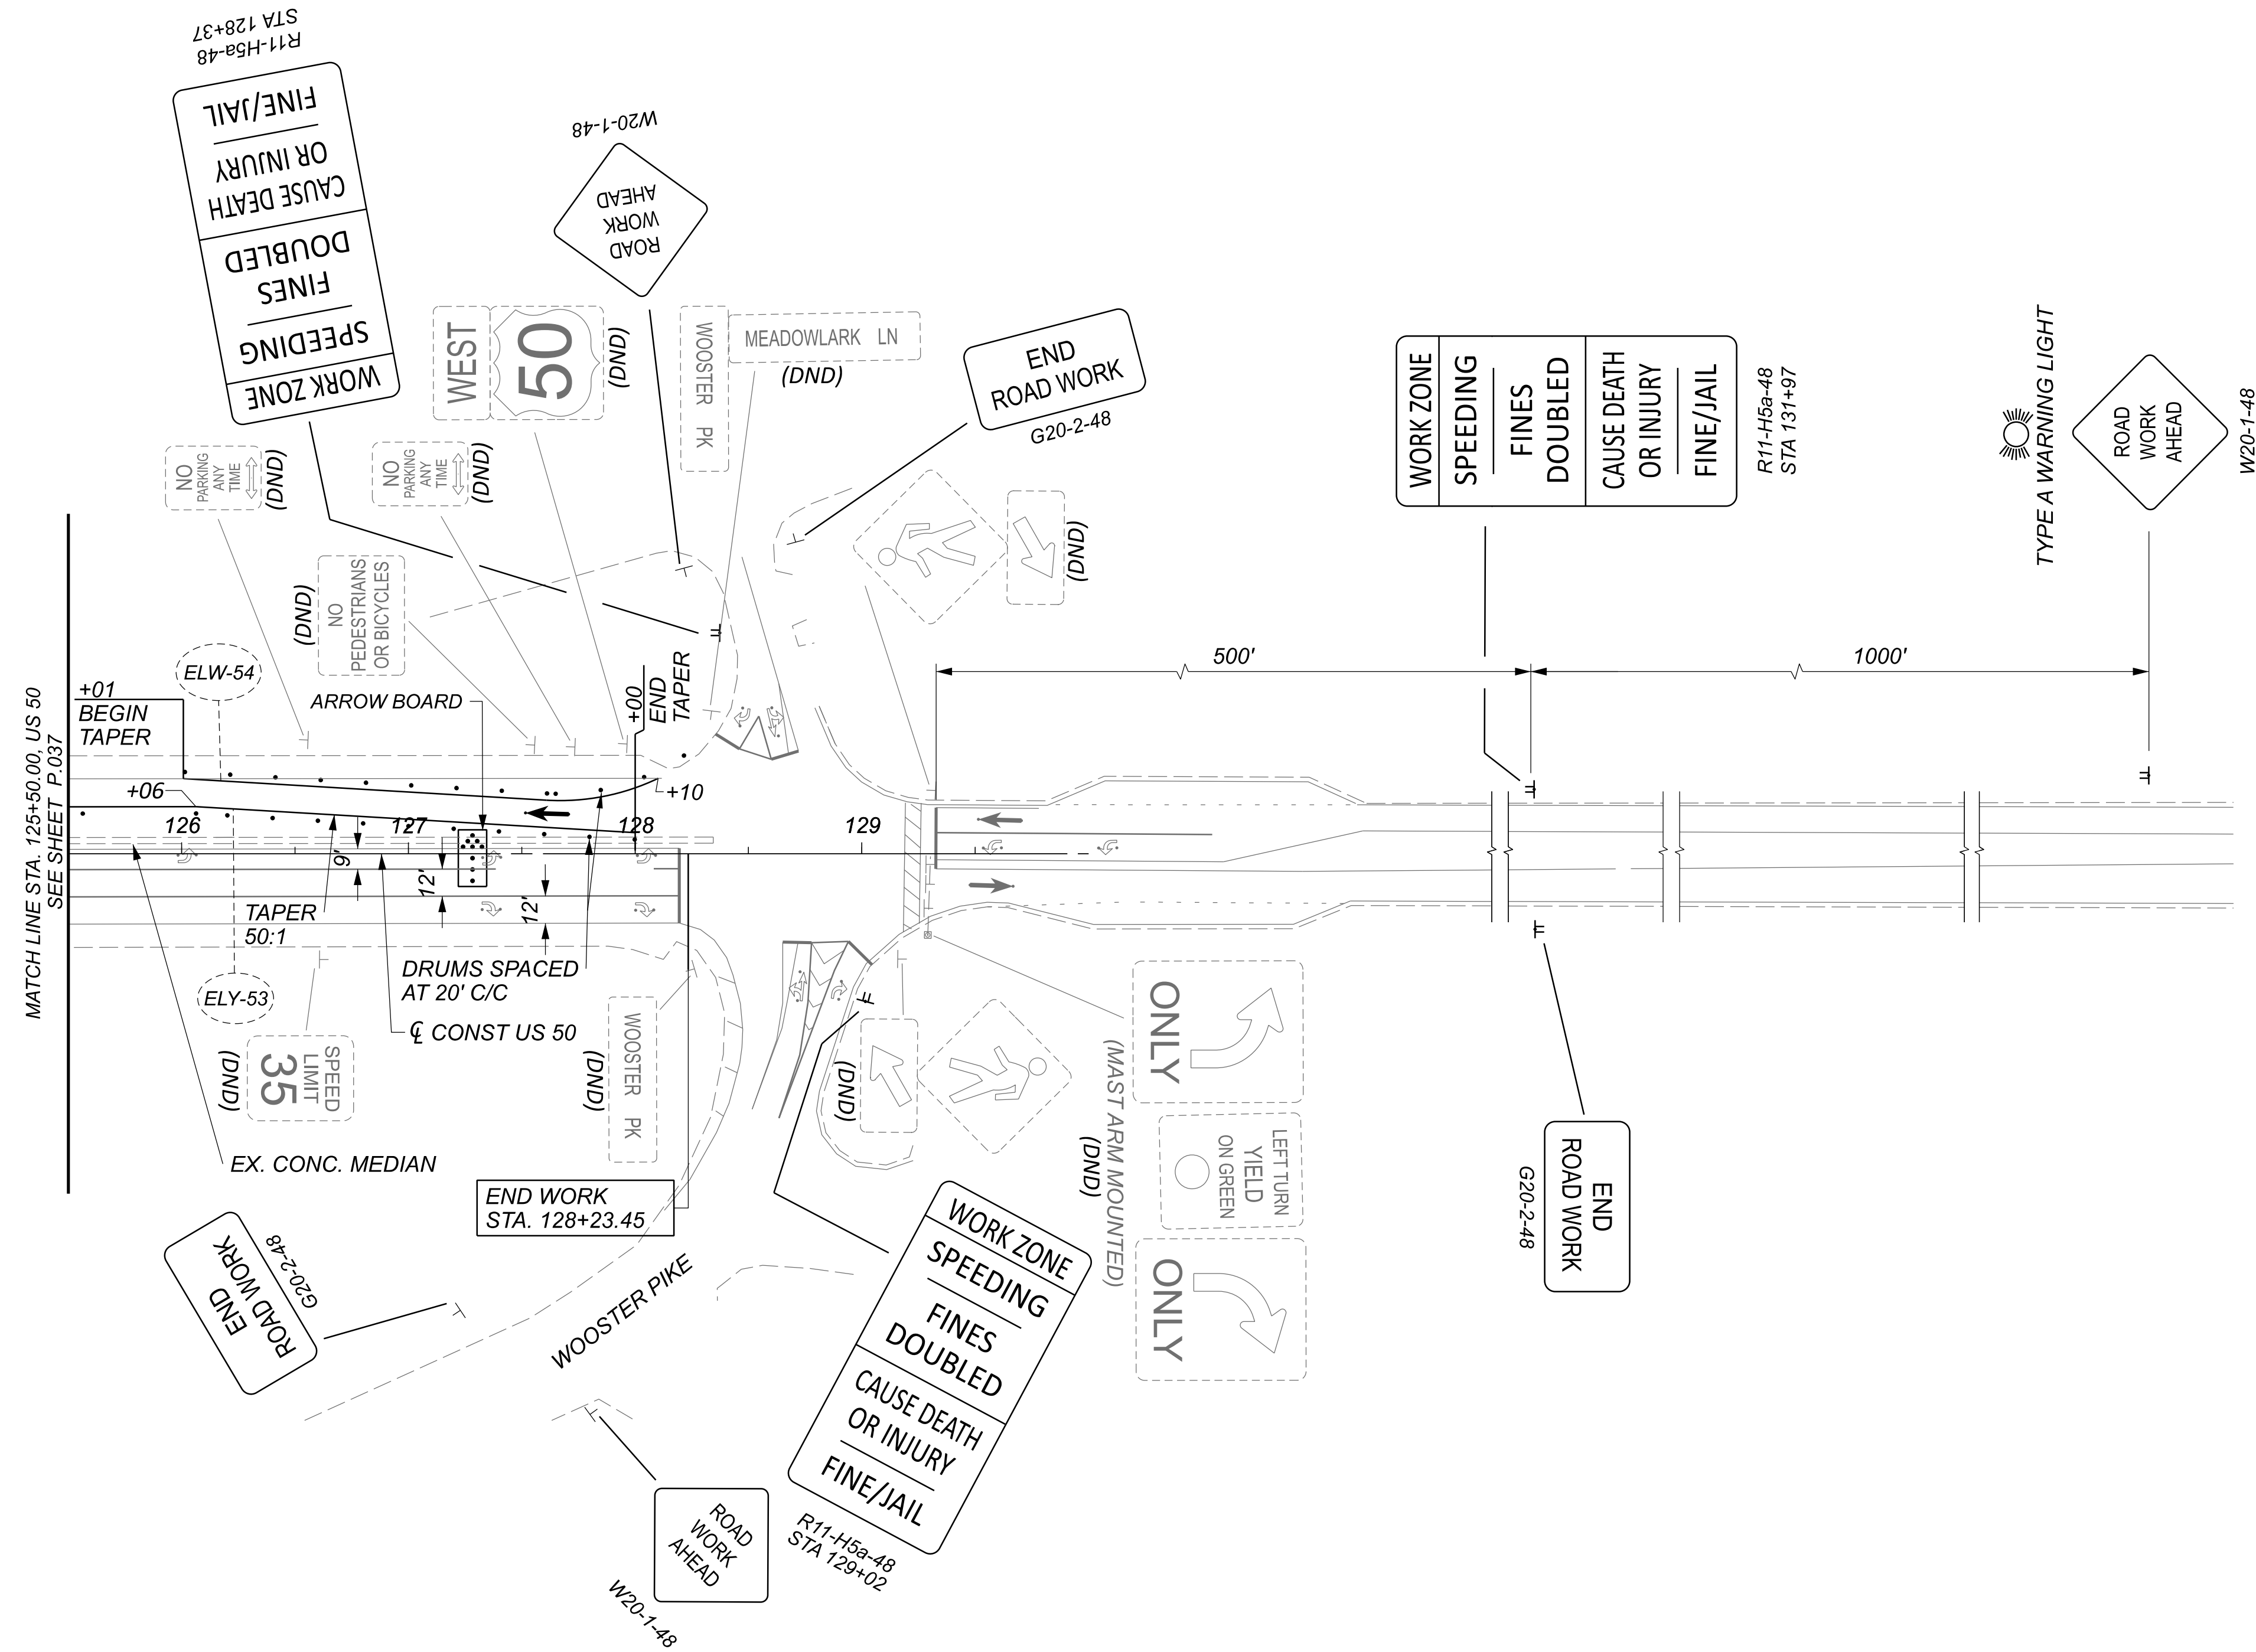 R11-H5a-48
STA 128+37
WORK ZONE
SPEEDING
FINES
DOUBLED
CAUSE DEATH
OR INJURY
FINE/JAIL
W20-1-48
ROAD
WORK
AHEAD
WEST
50
(DND)
WOOSTER PK
MEADOWLARK LN
(DND)
END
ROAD WORK
G20-2-48
WORK ZONE
SPEEDING
FINES
DOUBLED
CAUSE DEATH
OR INJURY
FINE/JAIL
R11-H5a-48
STA 131+97
TYPE A WARNING LIGHT
ROAD
WORK
AHEAD
W20-1-48
NO
PARKING
ANY
TIME
(DND)
NO
PARKING
ANY
TIME
(DND)
(DND)
NO
PEDESTRIANS
OR BICYCLES
(DND)
ELW-54
ARROW BOARD
+00
END
TAPER
500'
1000'
MATCH LINE STA. 125+50.00, US 50
SEE SHEET P.037
+01
BEGIN
TAPER
+06
+10
126
127
128
129
9'
12'
12'
TAPER
50:1
DRUMS SPACED
AT 20' C/C
℄ CONST US 50
ELY-53
SPEED
LIMIT
35
(DND)
EX. CONC. MEDIAN
WOOSTER PK
(DND)
END WORK
STA. 128+23.45
(DND)
ONLY
(MAST ARM MOUNTED)
(DND)
LEFT TURN
YIELD
ON GREEN
ONLY
END
ROAD WORK
G20-2-48
END
ROAD WORK
G20-2-48
WOOSTER PIKE
WORK ZONE
SPEEDING
FINES
DOUBLED
CAUSE DEATH
OR INJURY
FINE/JAIL
R11-H5a-48
STA 129+02
ROAD
WORK
AHEAD
W20-1-48